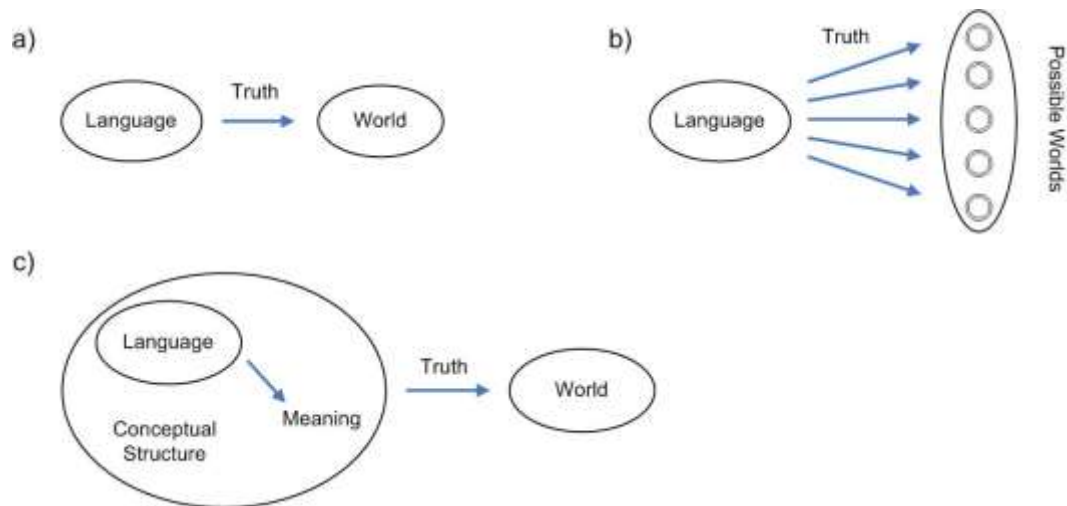 a)
Truth
Language
World
b)
Truth
Language
Possible Worlds
c)
Language
Truth
World
Meaning
Conceptual
Structure